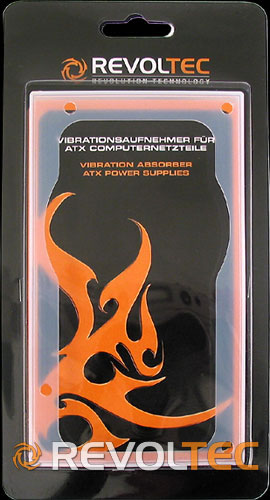 REVOLTEC
REVOLUTION TECHNOLOGY
VIBRATIONSAUFNEHMER FÜR
ATX COMPUTERNETZTEILE
VIBRATION ABSORBER
ATX POWER SUPPLIES
REVOLTEC